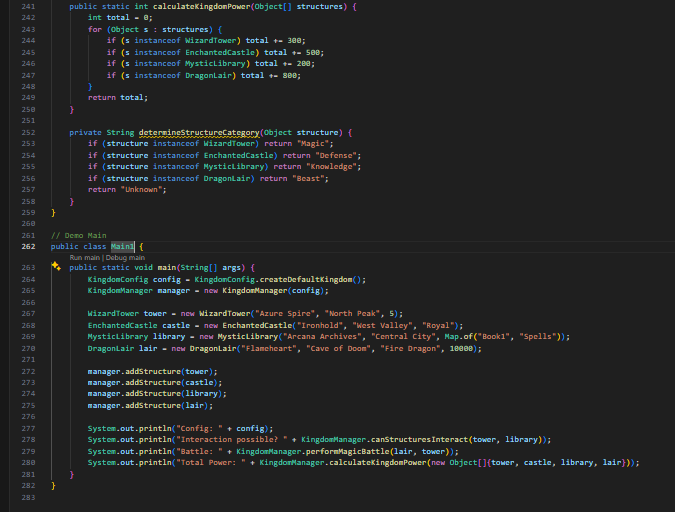 241 public static int calculateKingdomPower(Object[] structures) {
242 int total = 0;
243 for (Object s : structures) {
244 if (s instanceof WizardTower) total += 300;
245 if (s instanceof EnchantedCastle) total += 500;
246 if (s instanceof MysticLibrary) total += 200;
247 if (s instanceof DragonLair) total += 800;
248 }
249 return total;
250 }
251
252 private String determineStructureCategory(Object structure) {
253 if (structure instanceof WizardTower) return "Magic";
254 if (structure instanceof EnchantedCastle) return "Defense";
255 if (structure instanceof MysticLibrary) return "Knowledge";
256 if (structure instanceof DragonLair) return "Beast";
257 return "Unknown";
258 }
259 }
260
261 // Demo Main
262 public class Main1 {
Run main | Debug main
263 public static void main(String[] args) {
264 KingdomConfig config = KingdomConfig.createDefaultKingdom();
265 KingdomManager manager = new KingdomManager(config);
266
267 WizardTower tower = new WizardTower("Azure Spire", "North Peak", 5);
268 EnchantedCastle castle = new EnchantedCastle("Ironhold", "West Valley", "Royal");
269 MysticLibrary library = new MysticLibrary("Arcana Archives", "Central City", Map.of("Book1", "Spells"));
270 DragonLair lair = new DragonLair("Flameheart", "Cave of Doom", "Fire Dragon", 10000);
271
272 manager.addStructure(tower);
273 manager.addStructure(castle);
274 manager.addStructure(library);
275 manager.addStructure(lair);
276
277 System.out.println("Config: " + config);
278 System.out.println("Interaction possible? " + KingdomManager.canStructuresInteract(tower, library));
279 System.out.println("Battle: " + KingdomManager.performMagicBattle(lair, tower));
280 System.out.println("Total Power: " + KingdomManager.calculateKingdomPower(new Object[]{tower, castle, library, lair}));
281 }
282 }
283